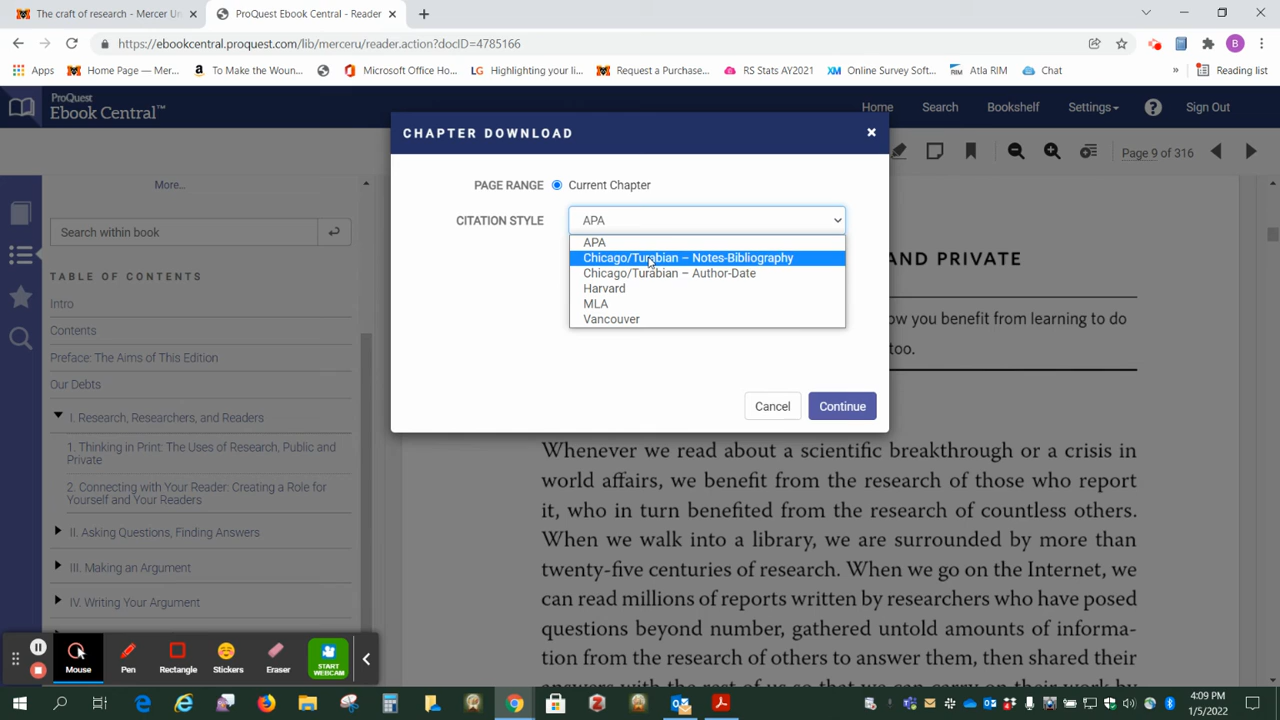 The craft of research - Mercer Un
ProQuest Ebook Central - Reader
https://ebookcentral.proquest.com/lib/merceru/reader.action?docID=4785166
B
Apps
Home Page — Mer...
To Make the Woun...
Microsoft Office Ho...
LG Highlighting your li...
Request a Purchase...
RS Stats AY2021
XM Online Survey Sof...
RIM Atla RIM
Chat
»
Reading list
ProQuest
Ebook Central™
Home
Search
Bookshelf
Settings
Sign Out
Page 9 of 316
CHAPTER DOWNLOAD
PAGE RANGE
Current Chapter
CITATION STYLE
APA
APA
Chicago/Turabian – Notes-Bibliography
Chicago/Turabian – Author-Date
Harvard
MLA
Vancouver
Cancel
Continue
More...
Search within book
TABLE OF CONTENTS
Intro
Contents
Preface: The Aims of This Edition
Our Debts
I. Research, Researchers, and Readers
1. Thinking in Print: The Uses of Research, Public and
Private
2. Connecting with Your Reader: Creating a Role for
Yourself and Your Readers
II. Asking Questions, Finding Answers
III. Making an Argument
IV. Writing Your Argument
AND PRIVATE
ow you benefit from learning to do
too.
Whenever we read about a scientific breakthrough or a crisis in
world affairs, we benefit from the research of those who report
it, who in turn benefited from the research of countless others.
When we walk into a library, we are surrounded by more than
twenty-five centuries of research. When we go on the Internet, we
can read millions of reports written by researchers who have posed
questions beyond number, gathered untold amounts of informa-
tion from the research of others to answer them, then shared their
Mouse
Pen
Rectangle
Stickers
Eraser
START
WEBCAM
4:09 PM
1/5/2022